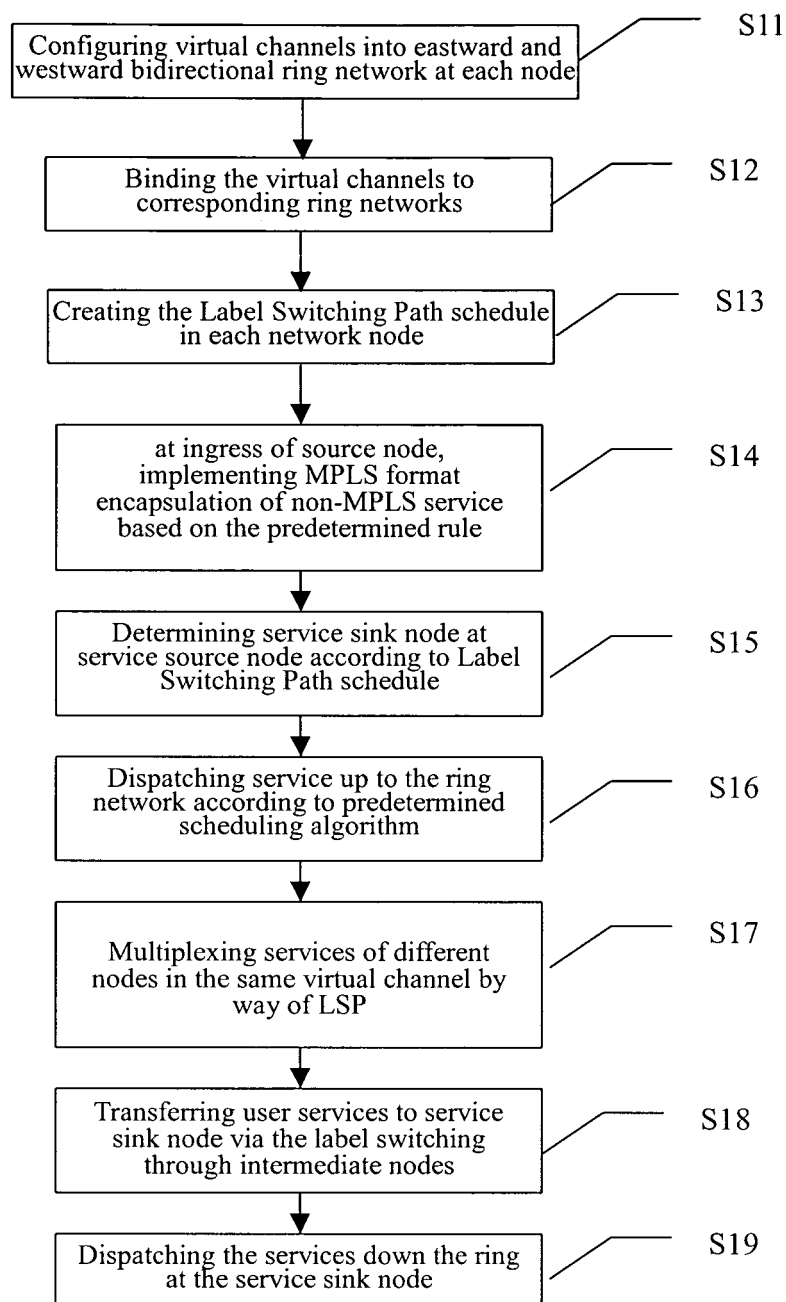 S11
Configuring virtual channels into eastward and
westward bidirectional ring network at each node
S12
Binding the virtual channels to
corresponding ring networks
S13
Creating the Label Switching Path schedule
in each network node
S14
at ingress of source node,
implementing MPLS format
encapsulation of non-MPLS service
based on the predetermined rule
S15
Determining service sink node at
service source node according to Label
Switching Path schedule
S16
Dispatching service up to the ring
network according to predetermined
scheduling algorithm
S17
Multiplexing services of different
nodes in the same virtual channel by
way of LSP
S18
Transferring user services to service
sink node via the label switching
through intermediate nodes
S19
Dispatching the services down the ring
at the service sink node